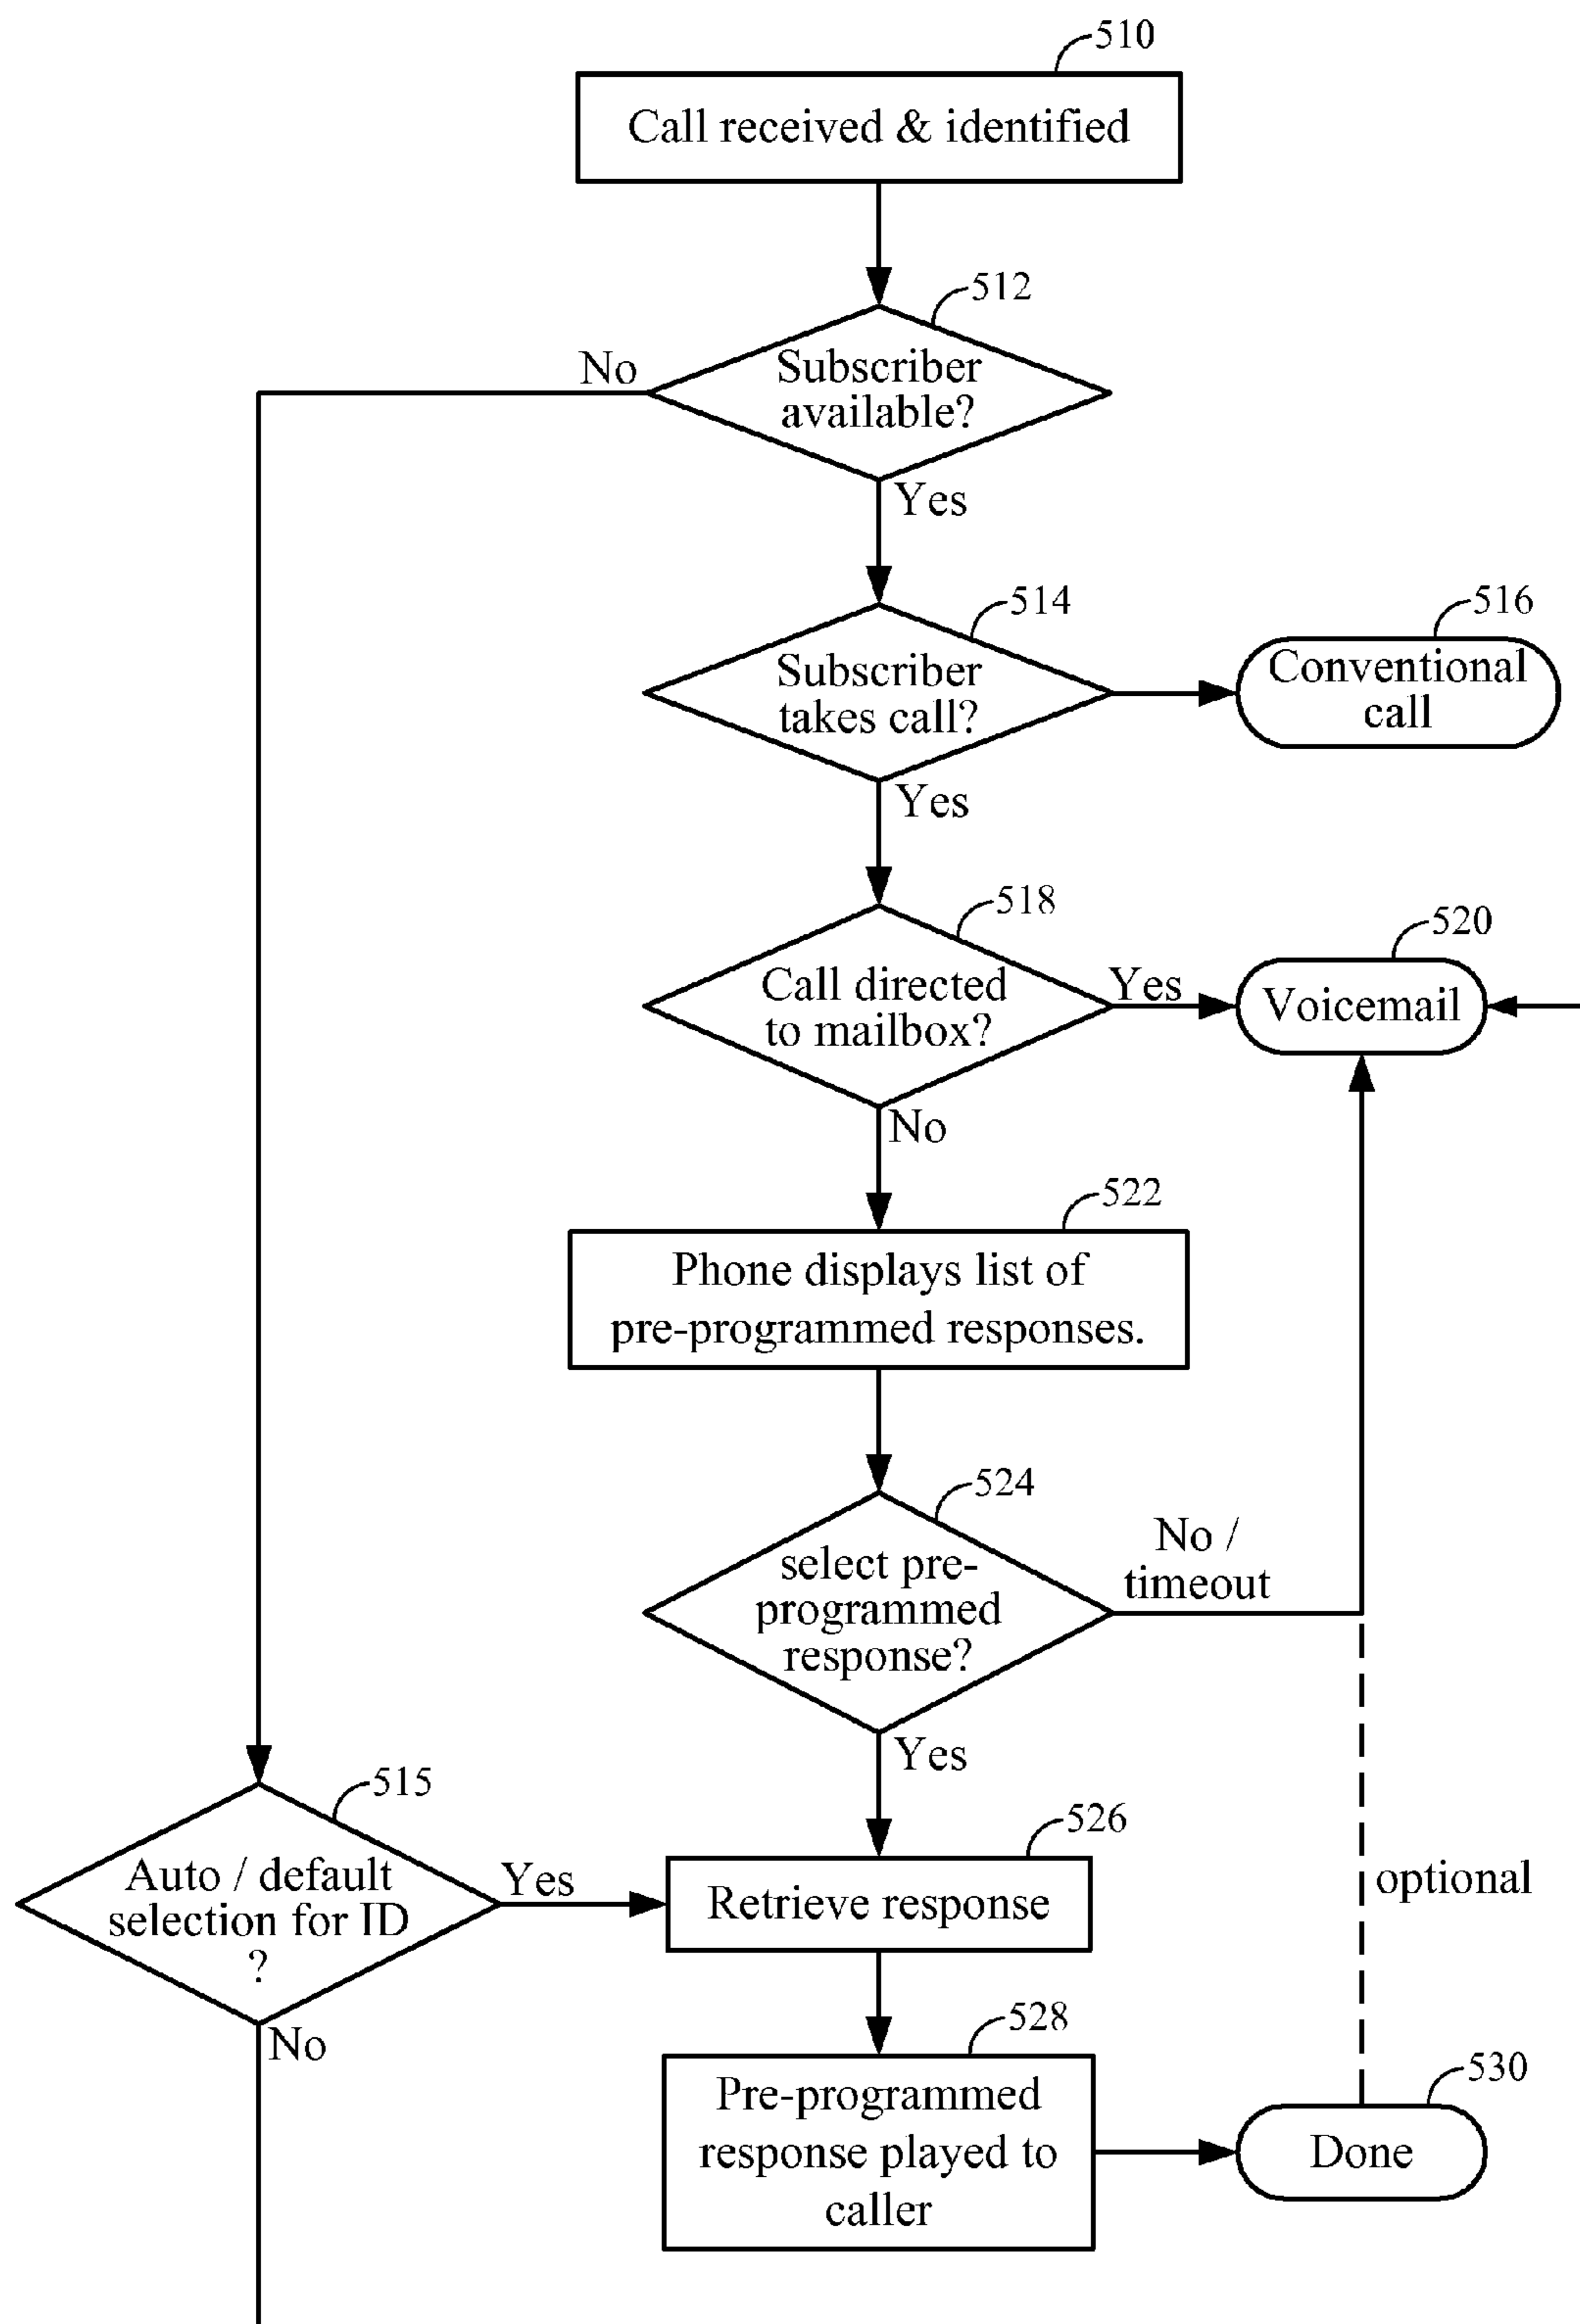 510
Call received & identified
512
No
Subscriber
available?
Yes
514
516
Subscriber
takes call?
Conventional
call
Yes
518
520
Call directed
to mailbox?
Yes
Voicemail
No
522
Phone displays list of
pre-programmed responses.
524
No /
timeout
select pre-
programmed
response?
Yes
515
526
Auto / default
selection for ID
?
Yes
Retrieve response
optional
No
528
530
Pre-programmed
response played to
caller
Done